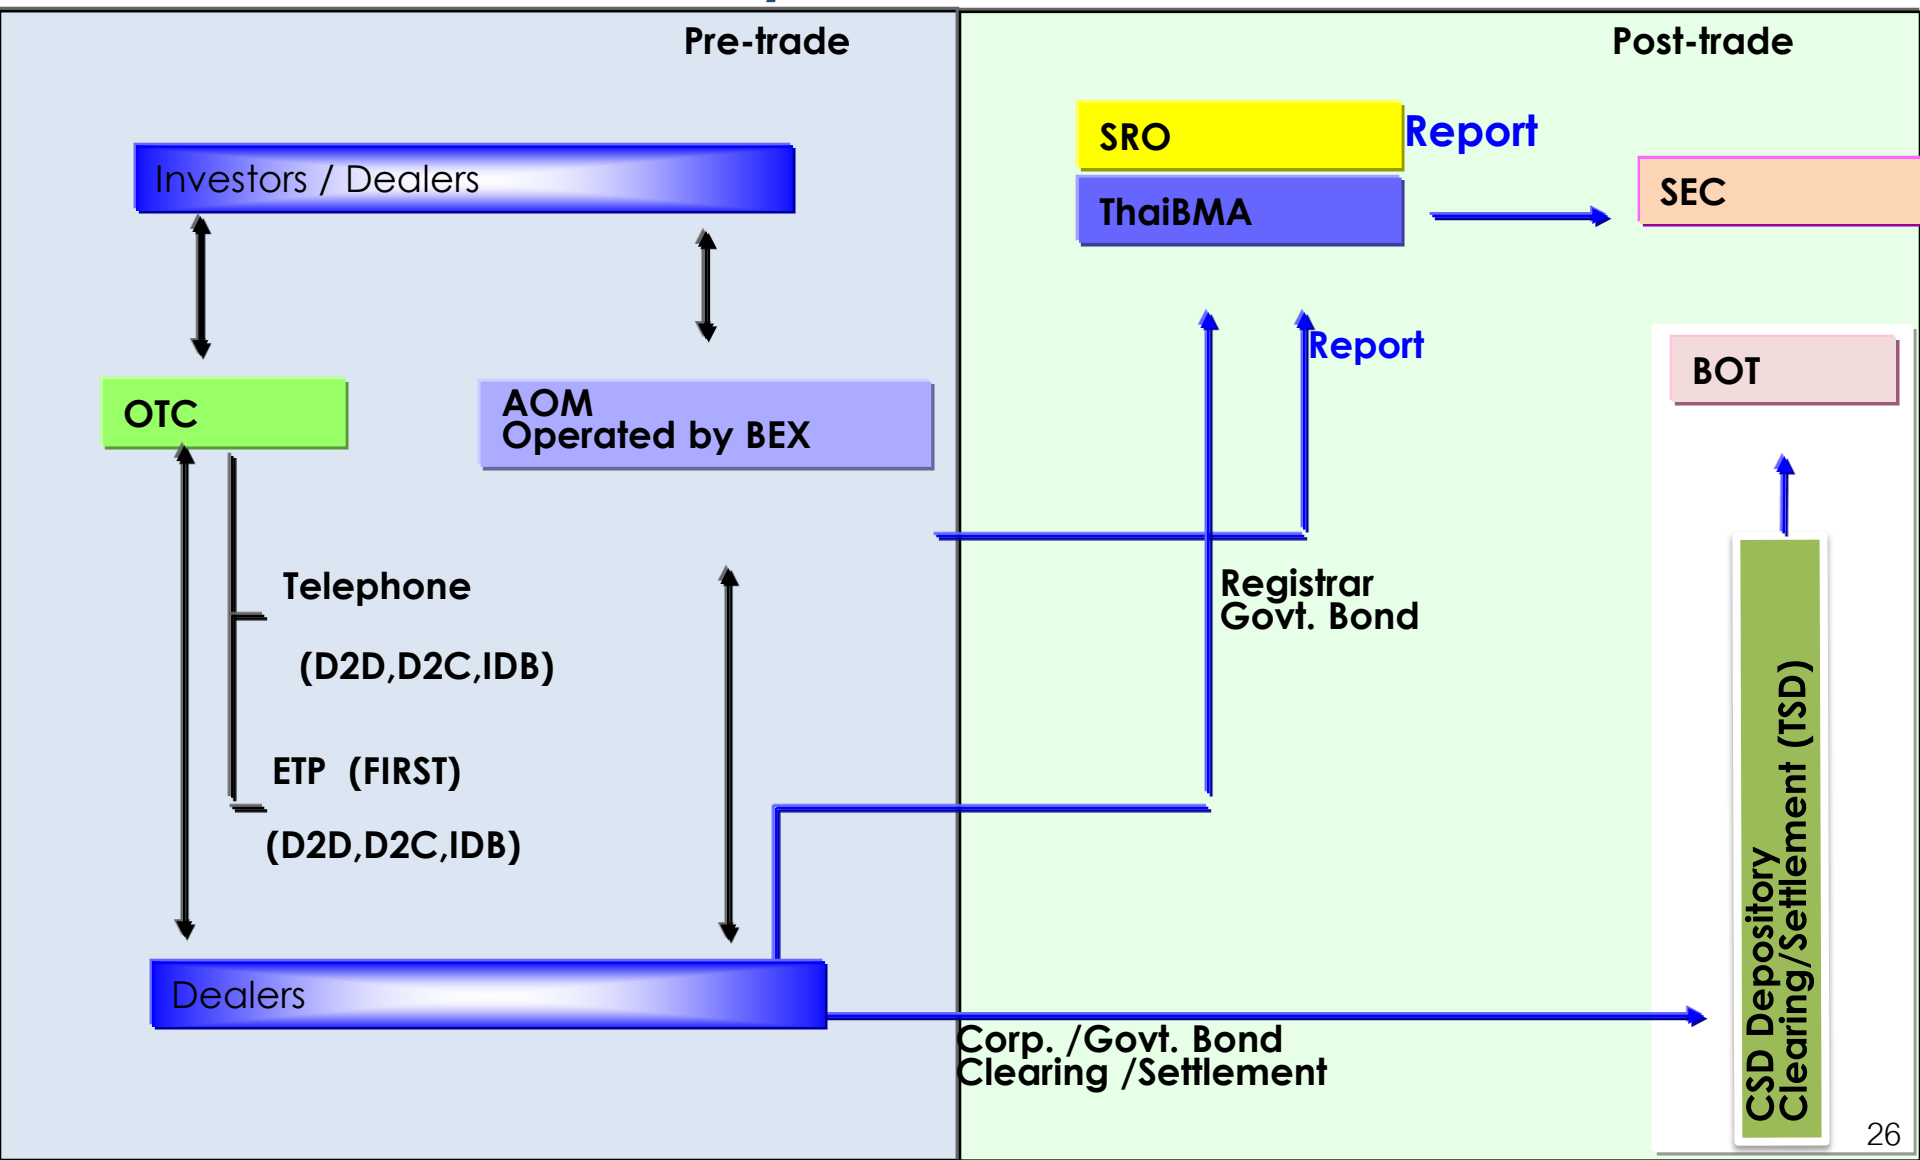 Pre-trade
Post-trade
Investors / Dealers
SRO
Report
ThaiBMA
SEC
Report
BOT
OTC
AOM
Operated by BEX
Telephone
(D2D,D2C,IDB)
ETP (FIRST)
(D2D,D2C,IDB)
Registrar
Govt. Bond
Dealers
Corp. /Govt. Bond
Clearing /Settlement
CSD Depository
Clearing/Settlement (TSD)
26